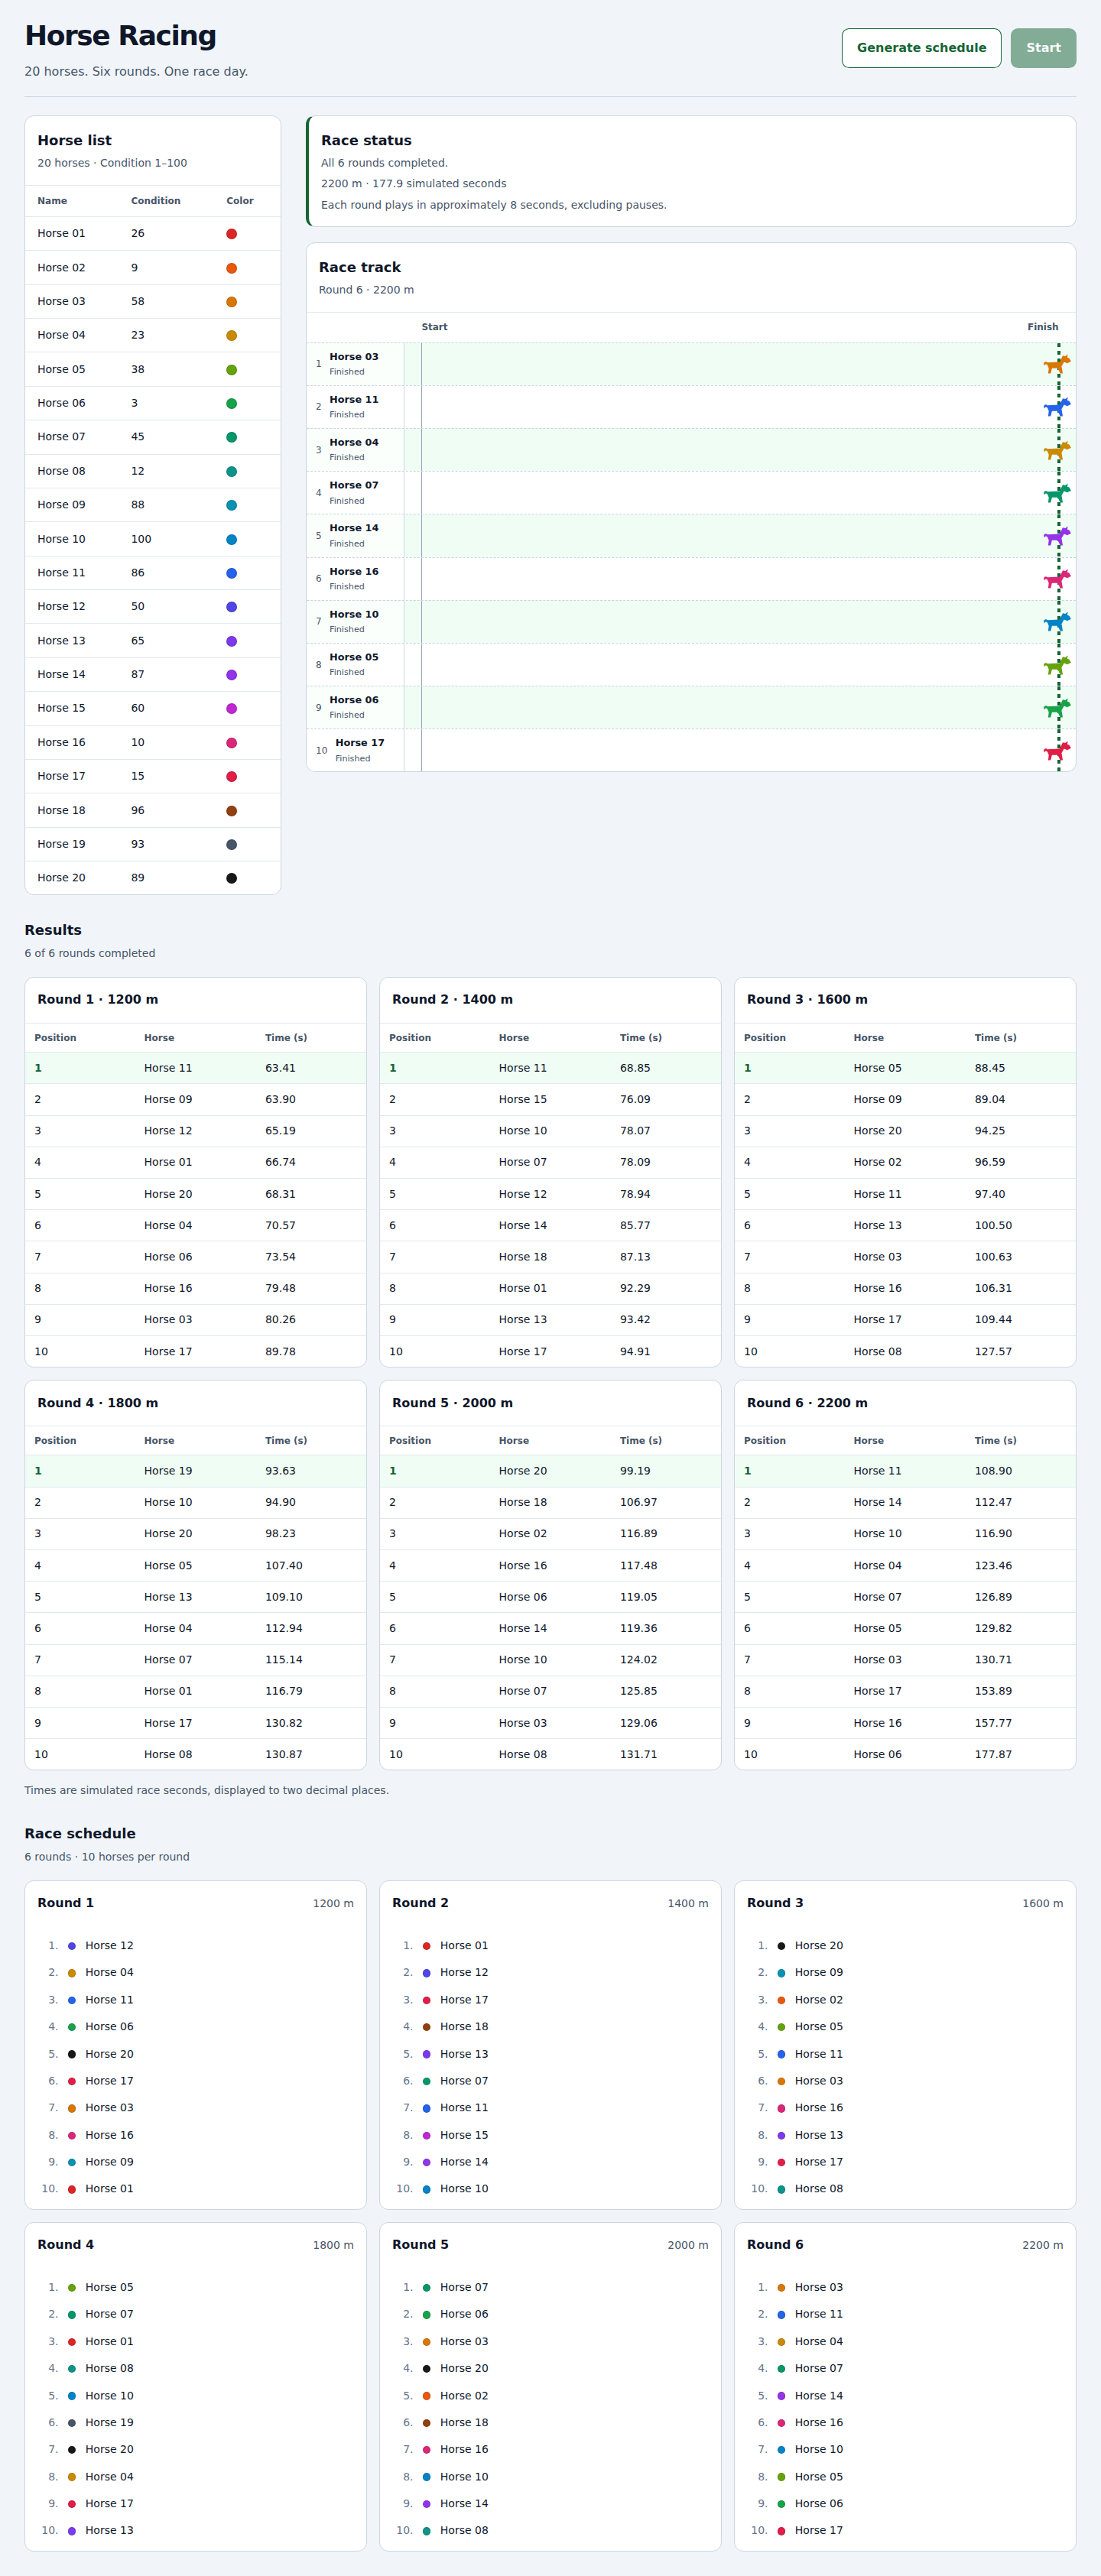 Horse Racing
20 horses. Six rounds. One race day.
Generate schedule
Start
Horse list
20 horses · Condition 1–100
Name Condition Color
Horse 01 26
Horse 02 9
Horse 03 58
Horse 04 23
Horse 05 38
Horse 06 3
Horse 07 45
Horse 08 12
Horse 09 88
Horse 10 100
Horse 11 86
Horse 12 50
Horse 13 65
Horse 14 87
Horse 15 60
Horse 16 10
Horse 17 15
Horse 18 96
Horse 19 93
Horse 20 89
Race status
All 6 rounds completed.
2200 m · 177.9 simulated seconds
Each round plays in approximately 8 seconds, excluding pauses.
Race track
Round 6 · 2200 m
Start Finish
1 Horse 03
Finished
2 Horse 11
Finished
3 Horse 04
Finished
4 Horse 07
Finished
5 Horse 14
Finished
6 Horse 16
Finished
7 Horse 10
Finished
8 Horse 05
Finished
9 Horse 06
Finished
10 Horse 17
Finished
Results
6 of 6 rounds completed
Round 1 · 1200 m
Position Horse Time (s)
1 Horse 11 63.41
2 Horse 09 63.90
3 Horse 12 65.19
4 Horse 01 66.74
5 Horse 20 68.31
6 Horse 04 70.57
7 Horse 06 73.54
8 Horse 16 79.48
9 Horse 03 80.26
10 Horse 17 89.78
Round 2 · 1400 m
Position Horse Time (s)
1 Horse 11 68.85
2 Horse 15 76.09
3 Horse 10 78.07
4 Horse 07 78.09
5 Horse 12 78.94
6 Horse 14 85.77
7 Horse 18 87.13
8 Horse 01 92.29
9 Horse 13 93.42
10 Horse 17 94.91
Round 3 · 1600 m
Position Horse Time (s)
1 Horse 05 88.45
2 Horse 09 89.04
3 Horse 20 94.25
4 Horse 02 96.59
5 Horse 11 97.40
6 Horse 13 100.50
7 Horse 03 100.63
8 Horse 16 106.31
9 Horse 17 109.44
10 Horse 08 127.57
Round 4 · 1800 m
Position Horse Time (s)
1 Horse 19 93.63
2 Horse 10 94.90
3 Horse 20 98.23
4 Horse 05 107.40
5 Horse 13 109.10
6 Horse 04 112.94
7 Horse 07 115.14
8 Horse 01 116.79
9 Horse 17 130.82
10 Horse 08 130.87
Round 5 · 2000 m
Position Horse Time (s)
1 Horse 20 99.19
2 Horse 18 106.97
3 Horse 02 116.89
4 Horse 16 117.48
5 Horse 06 119.05
6 Horse 14 119.36
7 Horse 10 124.02
8 Horse 07 125.85
9 Horse 03 129.06
10 Horse 08 131.71
Round 6 · 2200 m
Position Horse Time (s)
1 Horse 11 108.90
2 Horse 14 112.47
3 Horse 10 116.90
4 Horse 04 123.46
5 Horse 07 126.89
6 Horse 05 129.82
7 Horse 03 130.71
8 Horse 17 153.89
9 Horse 16 157.77
10 Horse 06 177.87
Times are simulated race seconds, displayed to two decimal places.
Race schedule
6 rounds · 10 horses per round
Round 1 1200 m
1. Horse 12
2. Horse 04
3. Horse 11
4. Horse 06
5. Horse 20
6. Horse 17
7. Horse 03
8. Horse 16
9. Horse 09
10. Horse 01
Round 2 1400 m
1. Horse 01
2. Horse 12
3. Horse 17
4. Horse 18
5. Horse 13
6. Horse 07
7. Horse 11
8. Horse 15
9. Horse 14
10. Horse 10
Round 3 1600 m
1. Horse 20
2. Horse 09
3. Horse 02
4. Horse 05
5. Horse 11
6. Horse 03
7. Horse 16
8. Horse 13
9. Horse 17
10. Horse 08
Round 4 1800 m
1. Horse 05
2. Horse 07
3. Horse 01
4. Horse 08
5. Horse 10
6. Horse 19
7. Horse 20
8. Horse 04
9. Horse 17
10. Horse 13
Round 5 2000 m
1. Horse 07
2. Horse 06
3. Horse 03
4. Horse 20
5. Horse 02
6. Horse 18
7. Horse 16
8. Horse 10
9. Horse 14
10. Horse 08
Round 6 2200 m
1. Horse 03
2. Horse 11
3. Horse 04
4. Horse 07
5. Horse 14
6. Horse 16
7. Horse 10
8. Horse 05
9. Horse 06
10. Horse 17